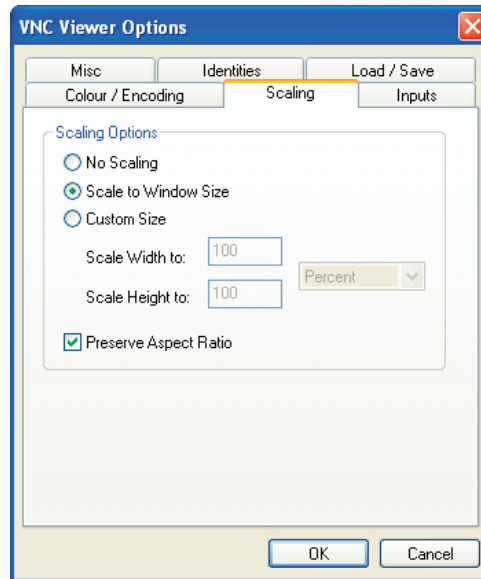 VNC Viewer Options
Misc Identities Load / Save
Colour / Encoding Scaling Inputs
Scaling Options
No Scaling
Scale to Window Size
Custom Size
Scale Width to: 100
Percent
Scale Height to: 100
Preserve Aspect Ratio
OK Cancel